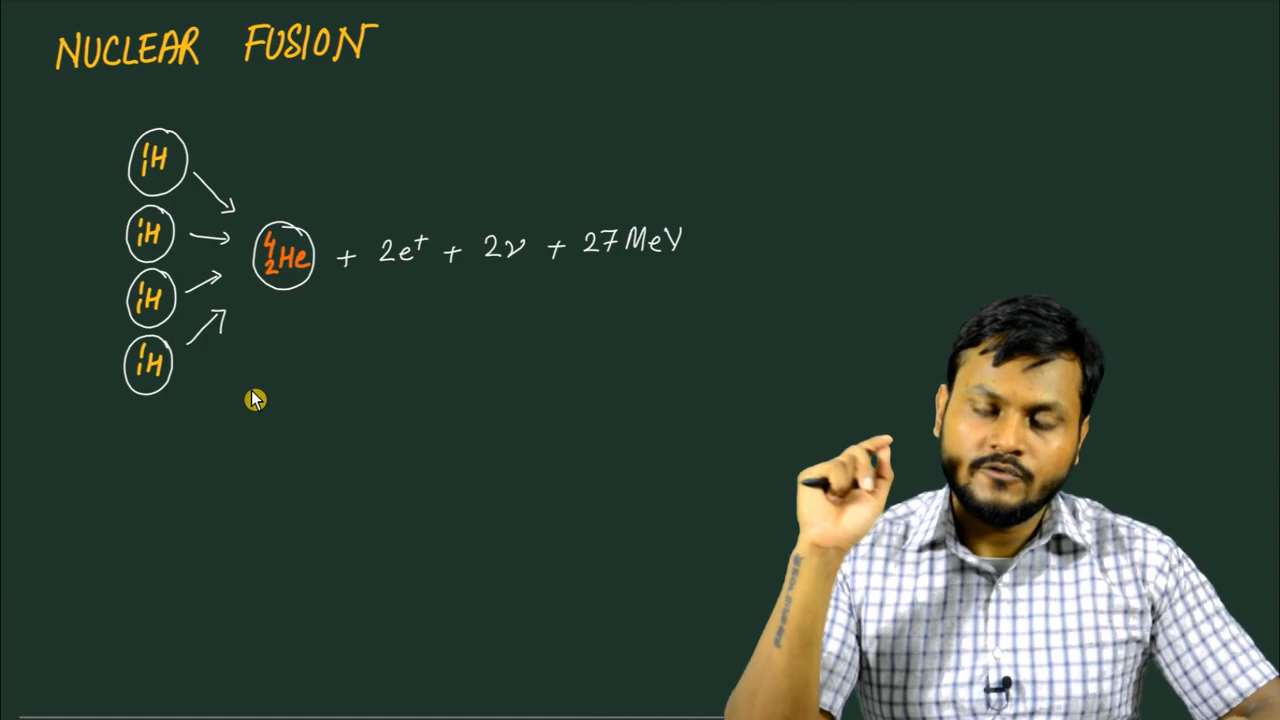 NUCLEAR FUSION
¹₁H
¹₁H
⁴₂He + 2e⁺ + 2ν + 27 MeV
¹₁H
¹₁H